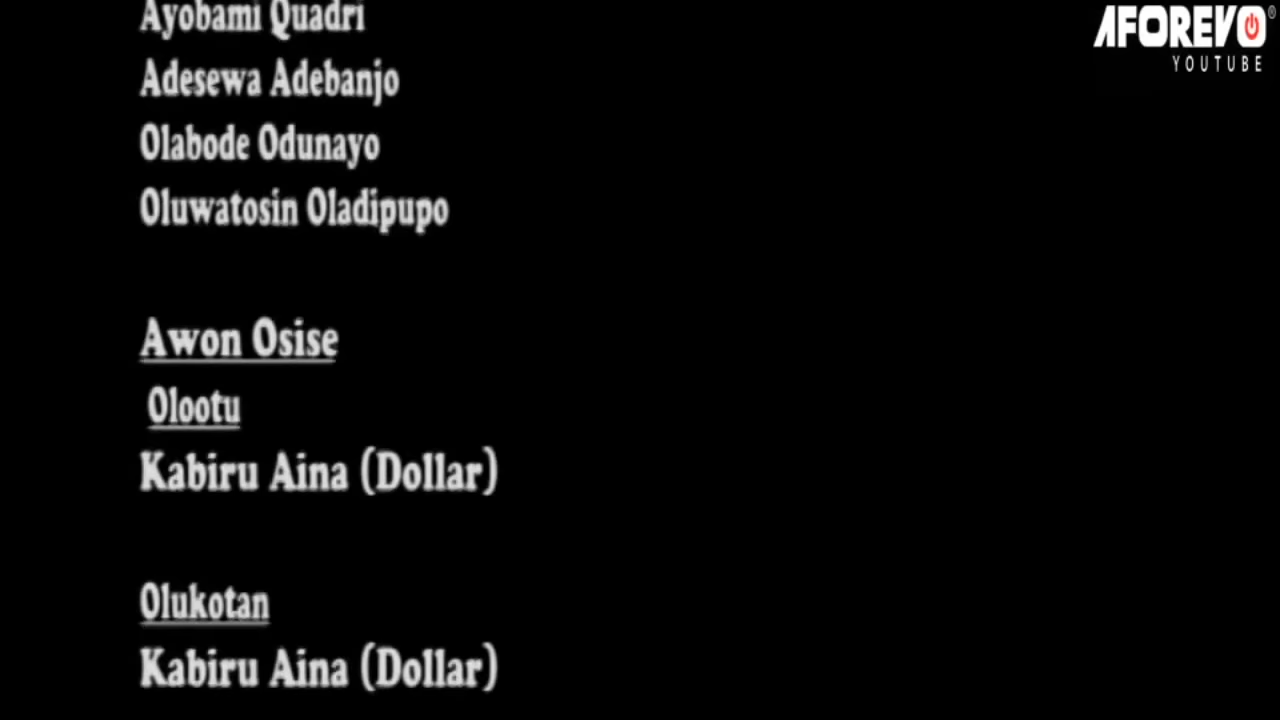 Ayobami Quadri
Adesewa Adebanjo
Olabode Odunayo
Oluwatosin Oladipupo
Awon Osise
Olootu
Kabiru Aina (Dollar)
Olukotan
Kabiru Aina (Dollar)
AFOREVO®
YOUTUBE